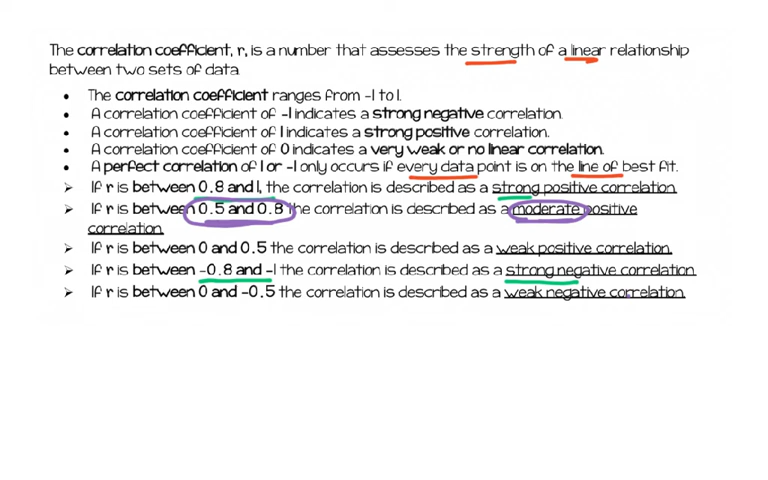 The correlation coefficient, r, is a number that assesses the strength of a linear relationship
between two sets of data.
• The correlation coefficient ranges from -1 to 1.
• A correlation coefficient of -1 indicates a strong negative correlation.
• A correlation coefficient of 1 indicates a strong positive correlation.
• A correlation coefficient of 0 indicates a very weak or no linear correlation.
• A perfect correlation of 1 or -1 only occurs if every data point is on the line of best fit.
➢ If r is between 0.8 and 1, the correlation is described as a strong positive correlation
➢ If r is between 0.5 and 0.8 the correlation is described as a moderate positive
correlation
➢ If r is between 0 and 0.5 the correlation is described as a weak positive correlation.
➢ If r is between -0.8 and -1 the correlation is described as a strong negative correlation
➢ If r is between 0 and -0.5 the correlation is described as a weak negative correlation